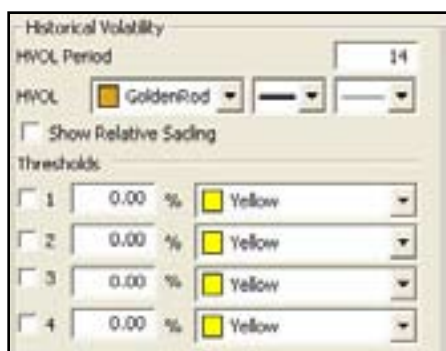 Historical Volatility
HVOL Period 14
HVOL GoldenRod
Show Relative Scaling
Thresholds
1 0.00 % Yellow
2 0.00 % Yellow
3 0.00 % Yellow
4 0.00 % Yellow